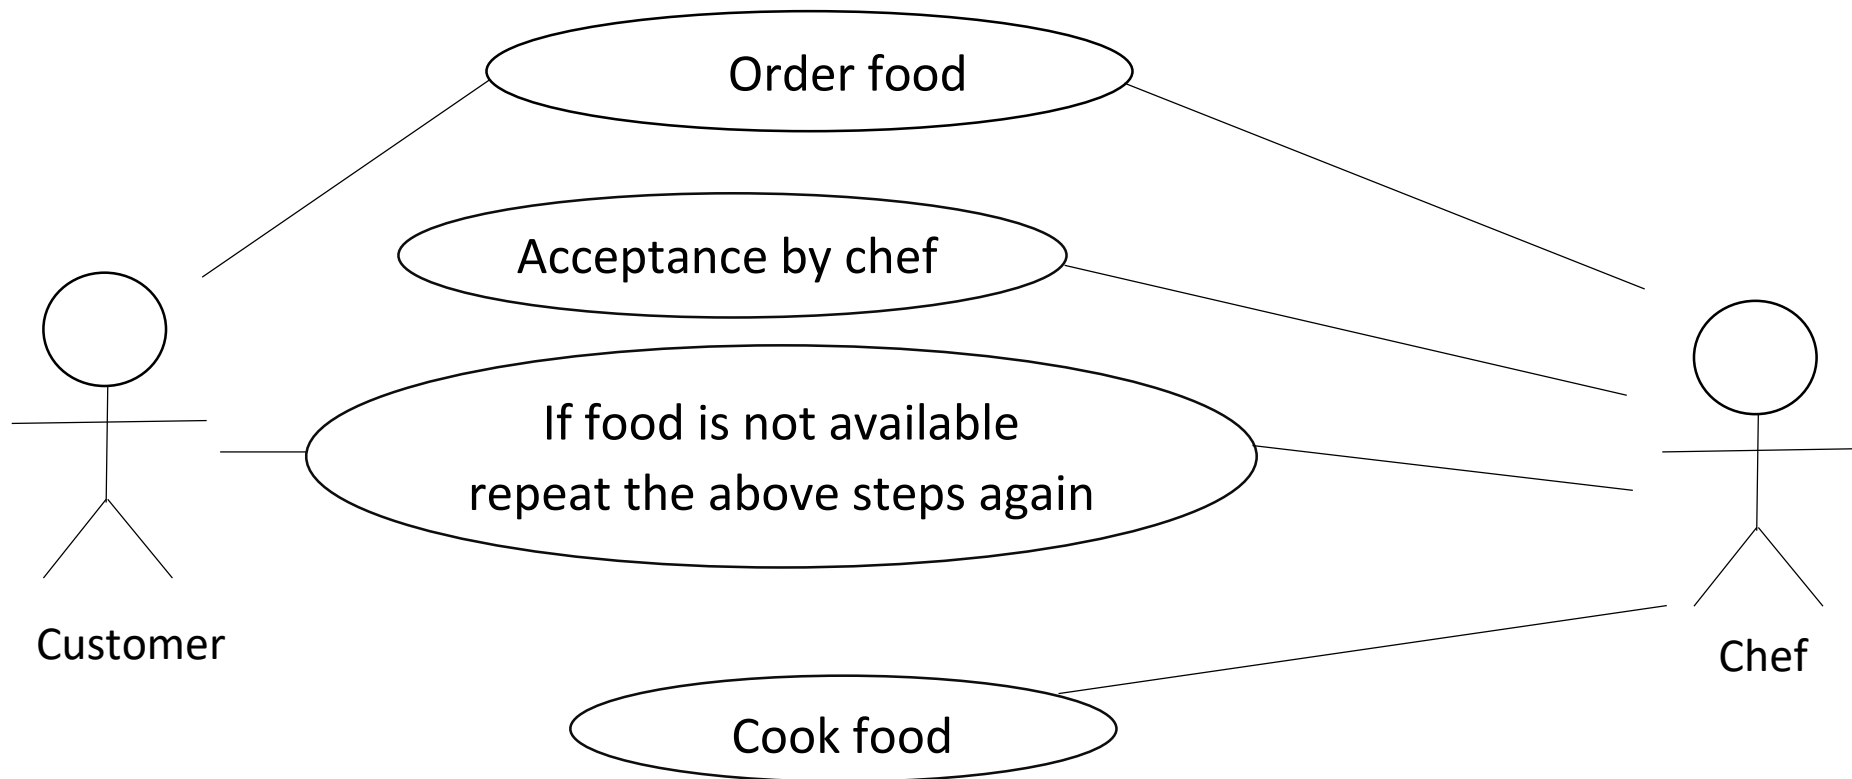 Order food
Acceptance by chef
If food is not available
repeat the above steps again
Customer
Chef
Cook food